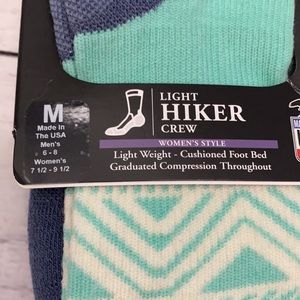 M
Made In
The USA
Men's
6 - 8
Women's
7 1/2 - 9 1/2
LIGHT
HIKER
CREW
WOMEN'S STYLE
Light Weight - Cushioned Foot Bed
Graduated Compression Throughout